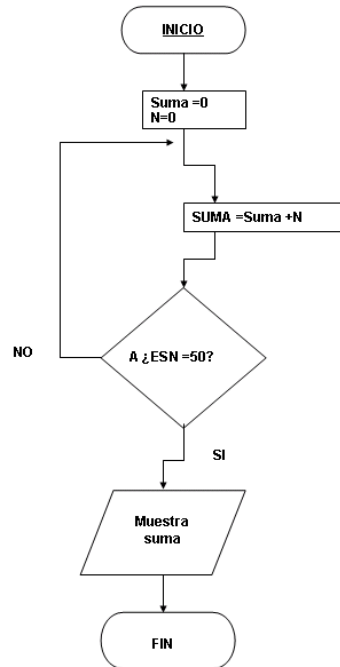 INICIO
Suma =0
N=0
SUMA =Suma +N
A ¿ESN =50?
NO
SI
Muestra
suma
FIN